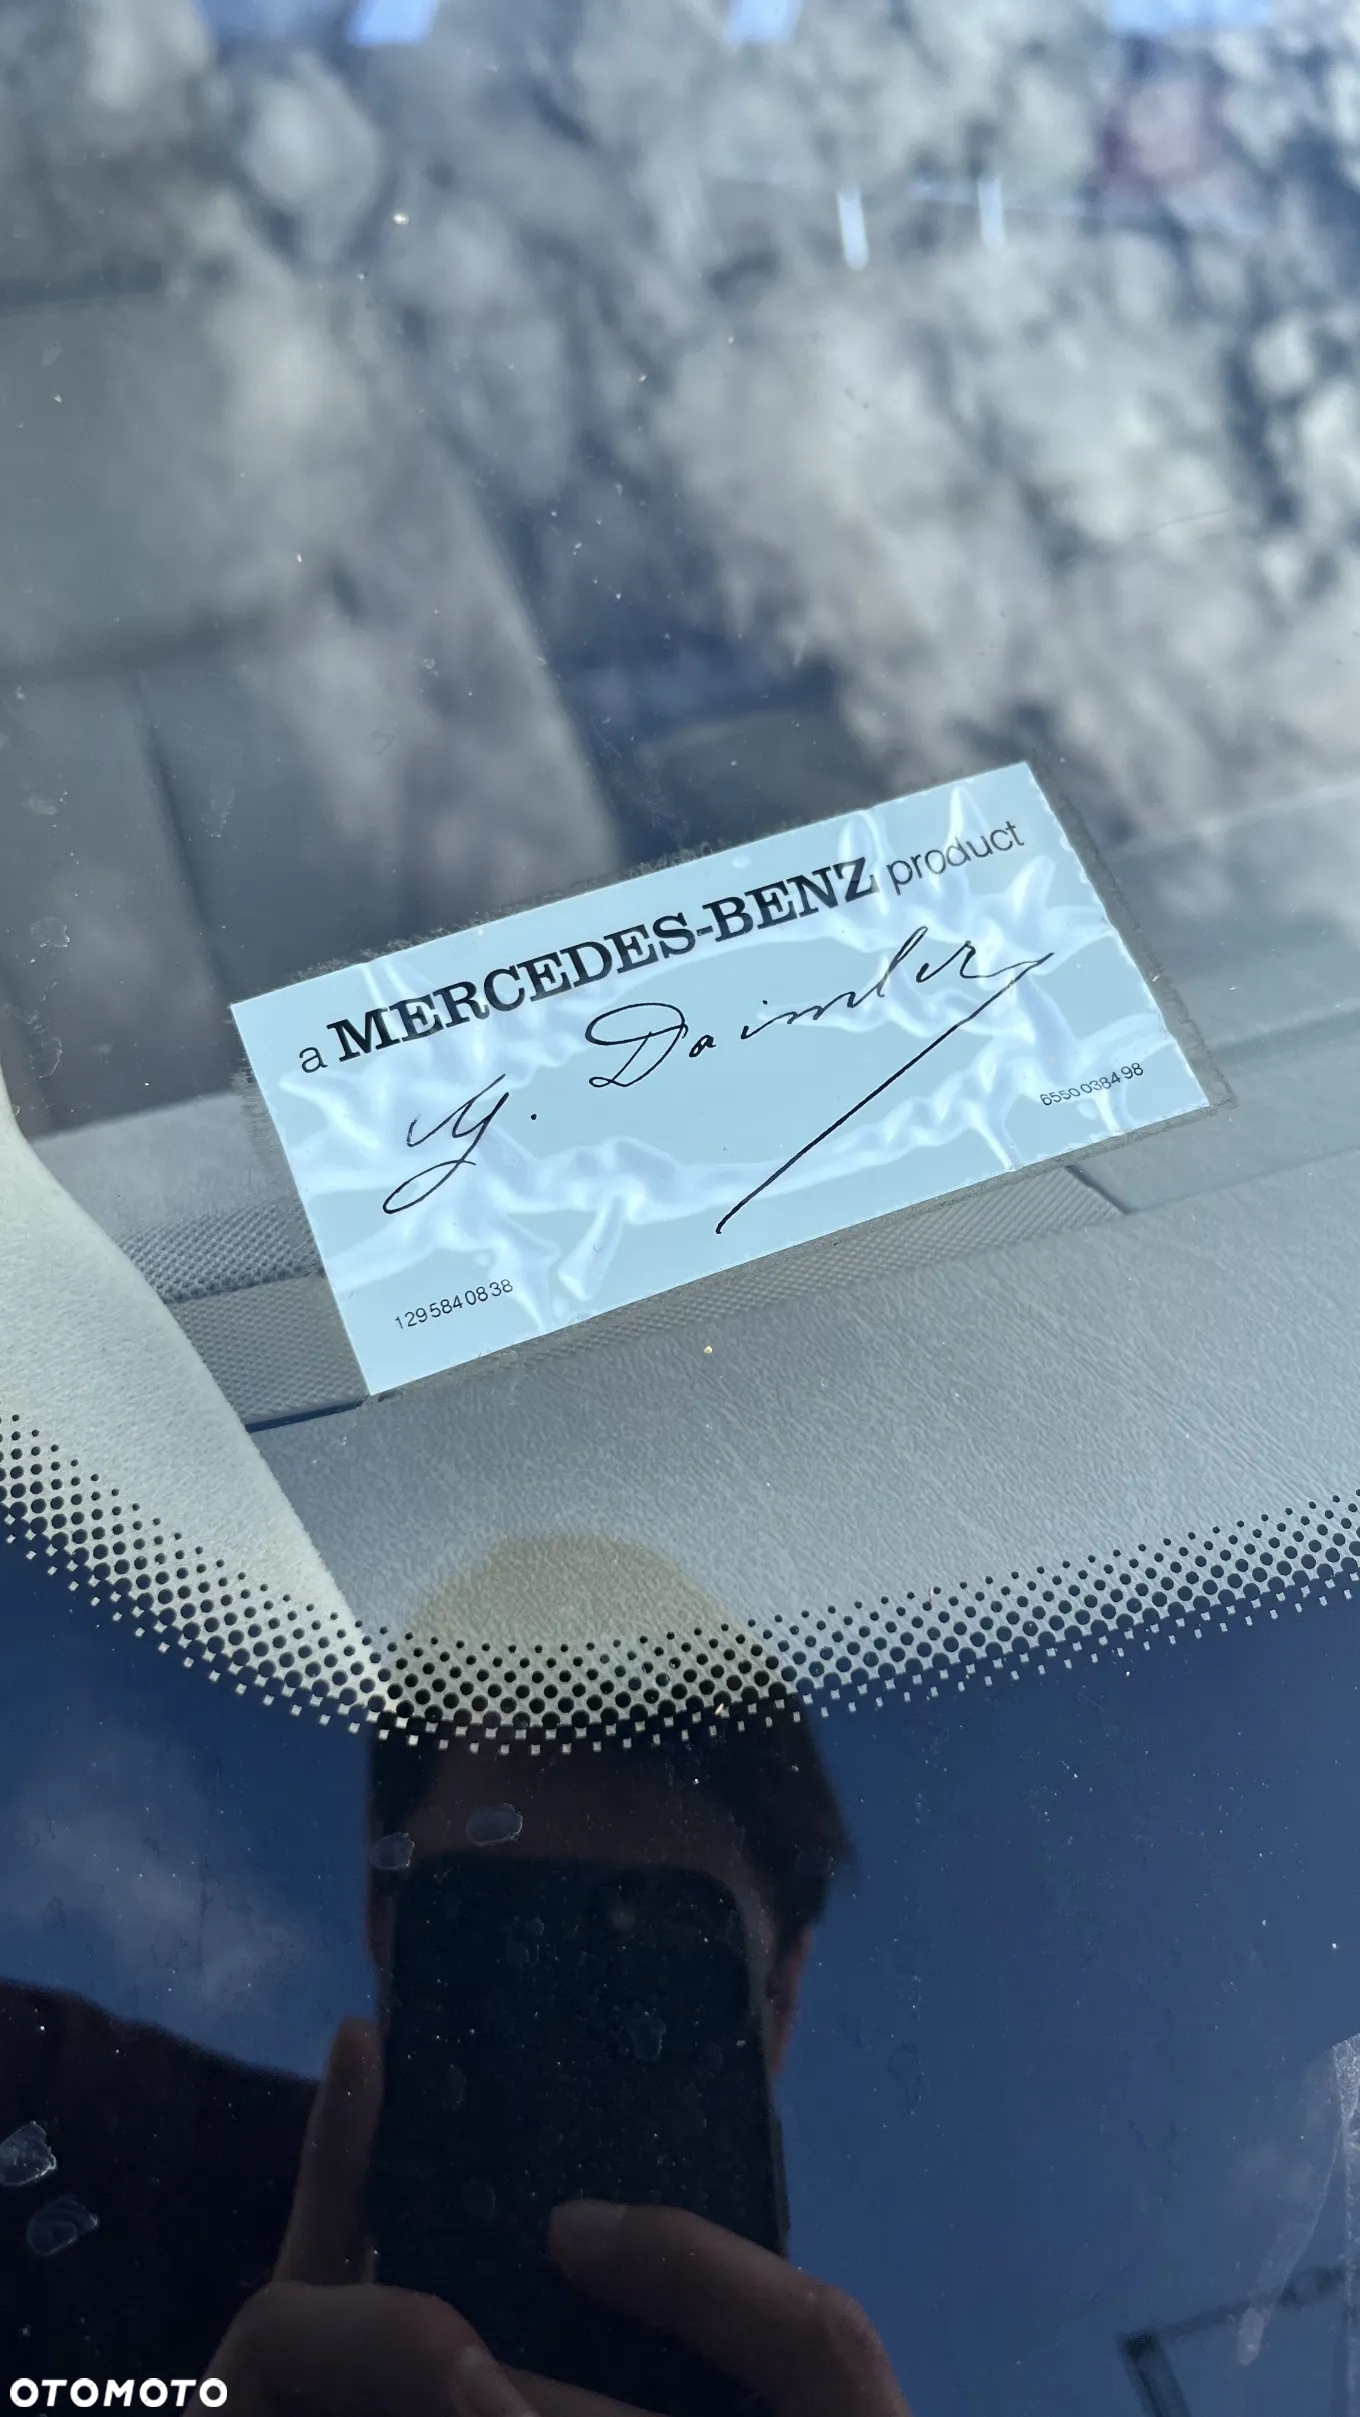 a MERCEDES-BENZ product
G. Daimler
6550038498
1295840838
OTOMOTO